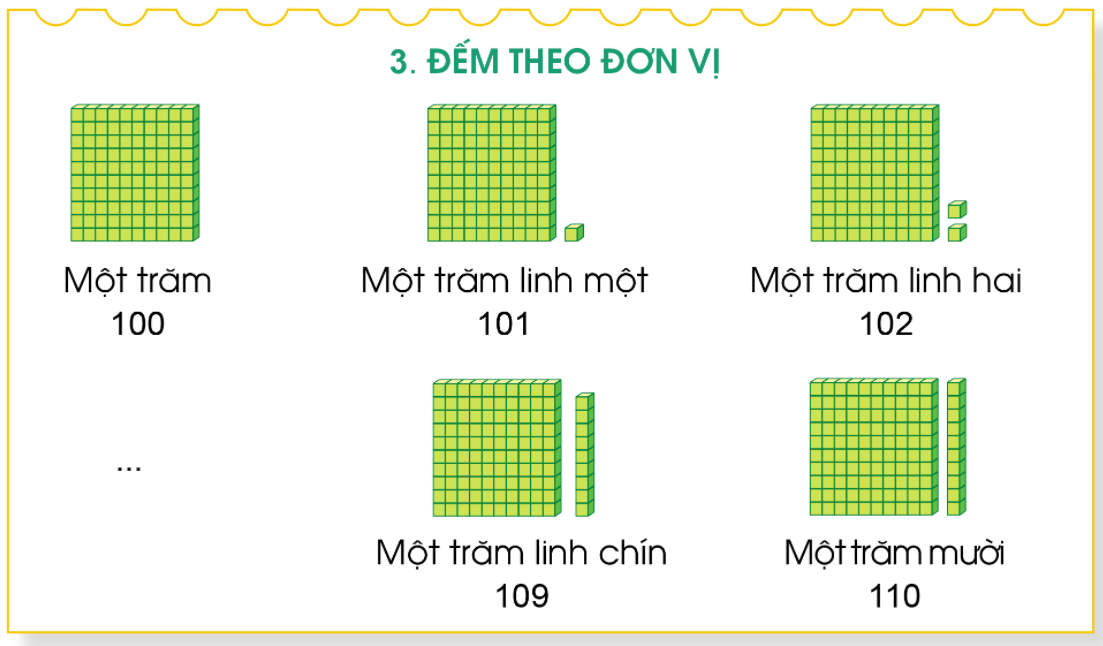 3. ĐẾM THEO ĐƠN VỊ
Một trăm
100
Một trăm linh một
101
Một trăm linh hai
102
...
Một trăm linh chín
109
Một trăm mười
110